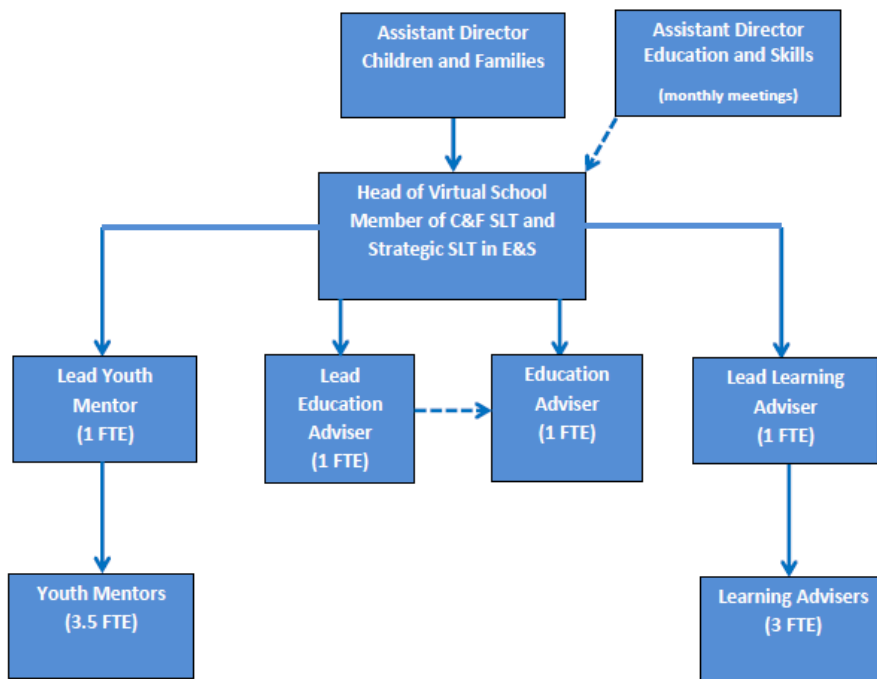 Assistant Director
Children and Families
Assistant Director
Education and Skills
(monthly meetings)
Head of Virtual School
Member of C&F SLT and
Strategic SLT in E&S
Lead Youth
Mentor
(1 FTE)
Lead
Education
Adviser
(1 FTE)
Education
Adviser
(1 FTE)
Lead Learning
Adviser
(1 FTE)
Youth Mentors
(3.5 FTE)
Learning Advisers
(3 FTE)